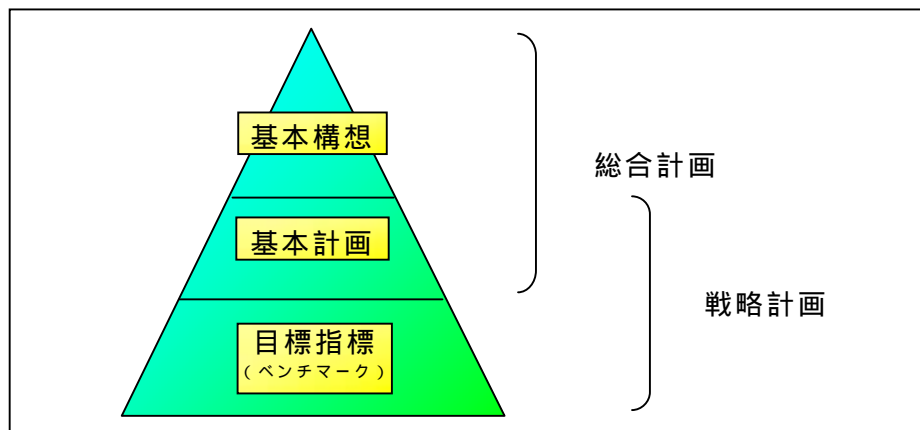 基本構想
総合計画
基本計画
戦略計画
目標指標
（ベンチマーク）